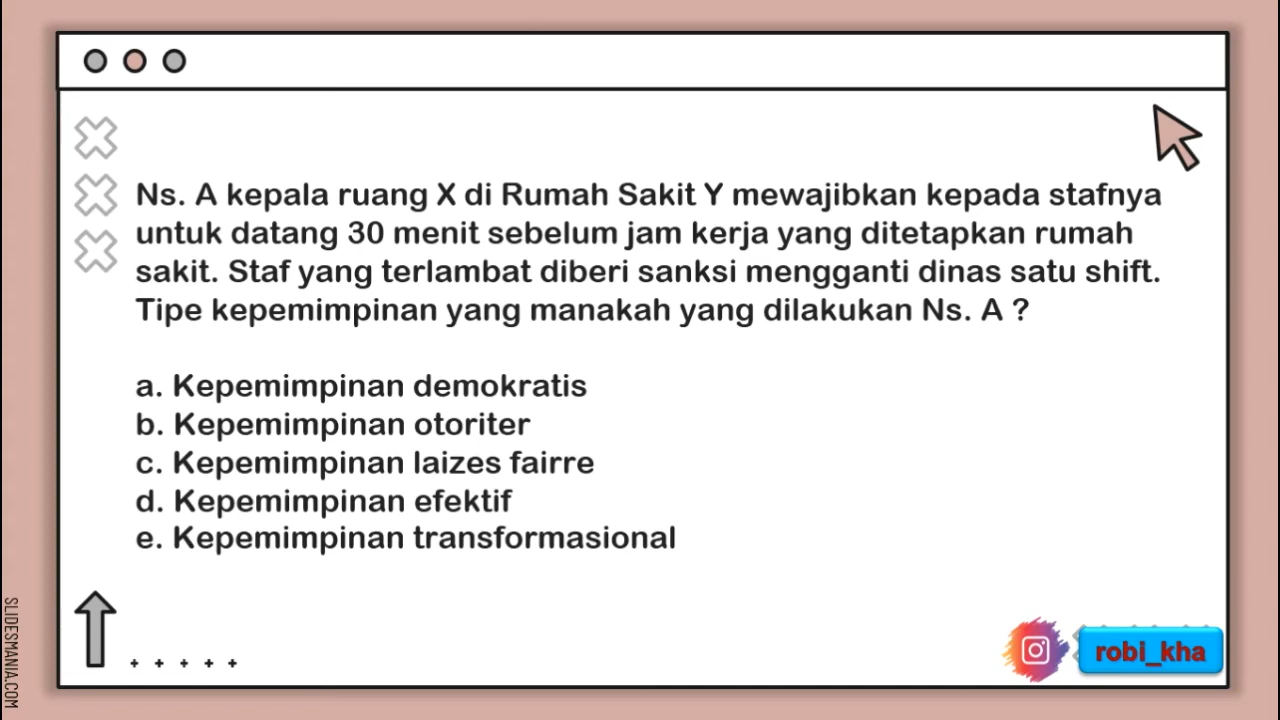 Ns. A kepala ruang X di Rumah Sakit Y mewajibkan kepada stafnya
untuk datang 30 menit sebelum jam kerja yang ditetapkan rumah
sakit. Staf yang terlambat diberi sanksi mengganti dinas satu shift.
Tipe kepemimpinan yang manakah yang dilakukan Ns. A ?
a. Kepemimpinan demokratis
b. Kepemimpinan otoriter
c. Kepemimpinan laizes fairre
d. Kepemimpinan efektif
e. Kepemimpinan transformasional
SLIDESMANIA.COM
robi_kha